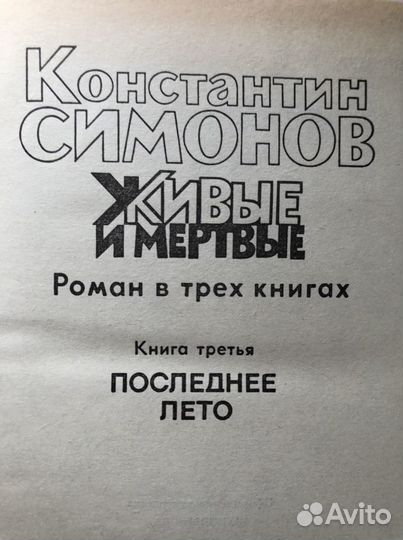 Константин
СИМОНОВ
ЖИВЫЕ
И МЕРТВЫЕ
Роман в трех книгах
Книга третья
ПОСЛЕДНЕЕ
ЛЕТО
Avito